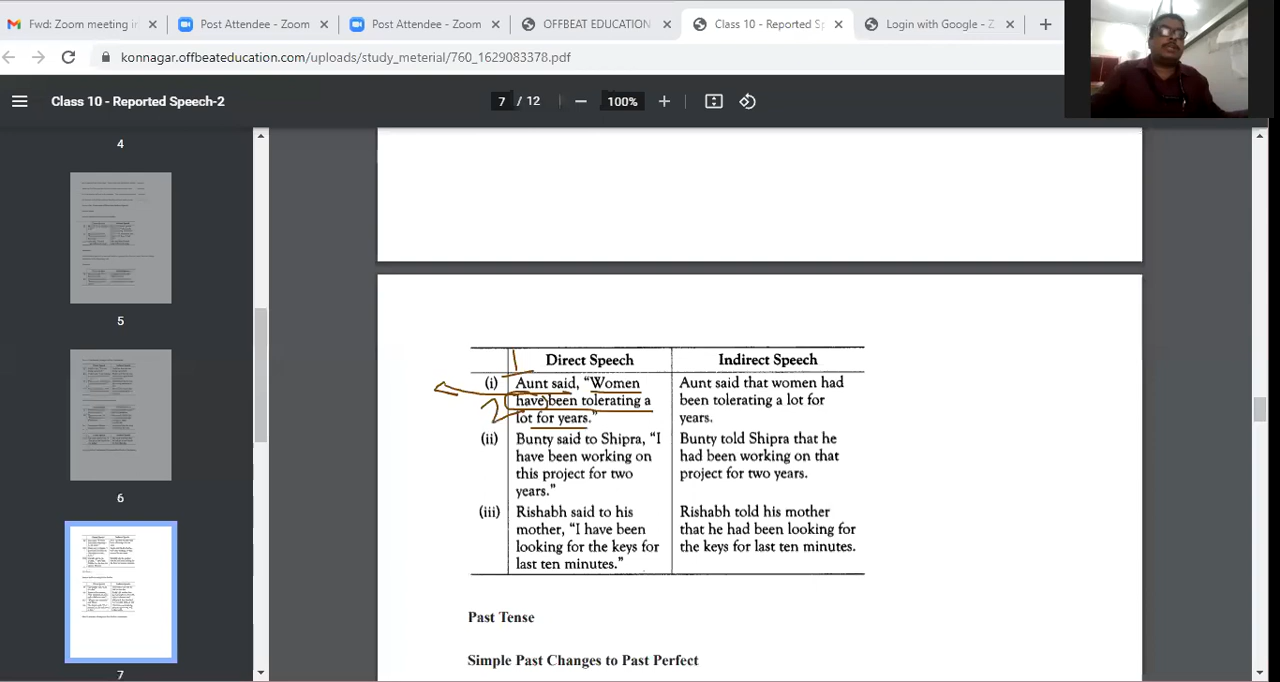 Fwd: Zoom meeting i
Post Attendee - Zoom
Post Attendee - Zoom
OFFBEAT EDUCATION
Class 10 - Reported Sp
Login with Google - Z
konnagar.offbeateducation.com/uploads/study_meterial/760_1629083378.pdf
Class 10 - Reported Speech-2
7 / 12
100%
4
5
6
7
1
2
Direct Speech Indirect Speech
(i) Aunt said, “Women Aunt said that women had
have been tolerating a been tolerating a lot for
lot for years.” years.
(ii) Bunty said to Shipra, “I Bunty told Shipra that he
have been working on had been working on that
this project for two project for two years.
years.”
(iii) Rishabh said to his Rishabh told his mother
mother, “I have been that he had been looking for
looking for the keys for the keys for last ten minutes.
last ten minutes.”
Past Tense
Simple Past Changes to Past Perfect